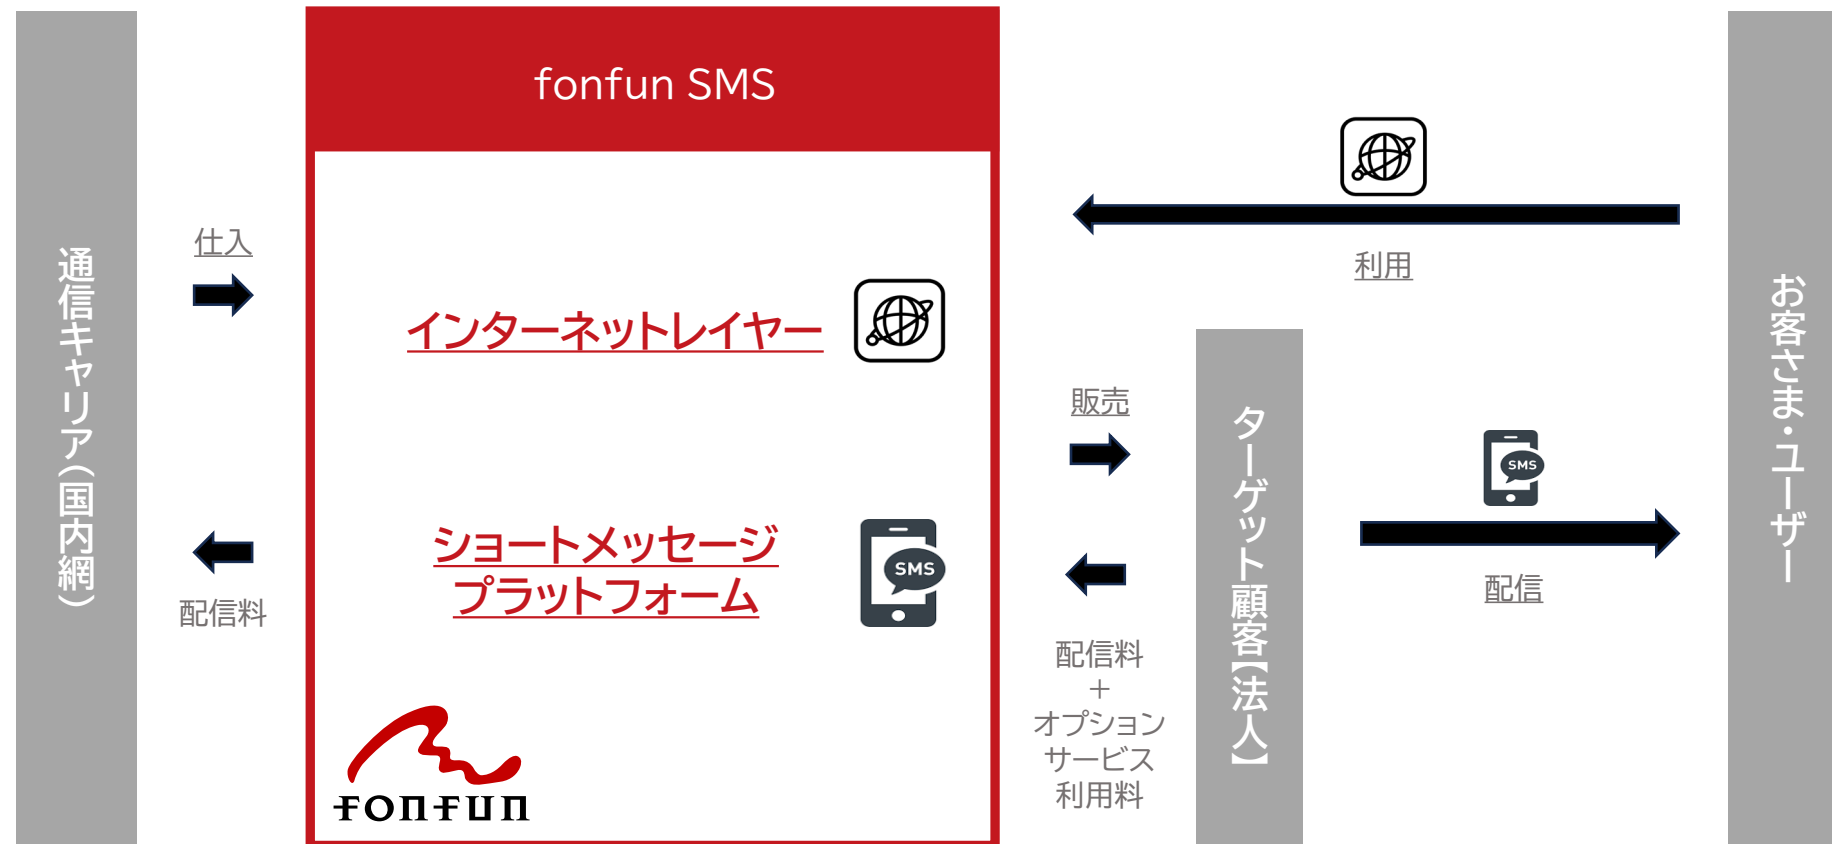 fonfun SMS
通信キャリア(国内網)
仕入
配信料
インターネットレイヤー
ショートメッセージ
プラットフォーム
SMS
fonfun
販売
配信料
+
オプション
サービス
利用料
ターゲット顧客【法人】
利用
SMS
配信
お客さま・ユーザー